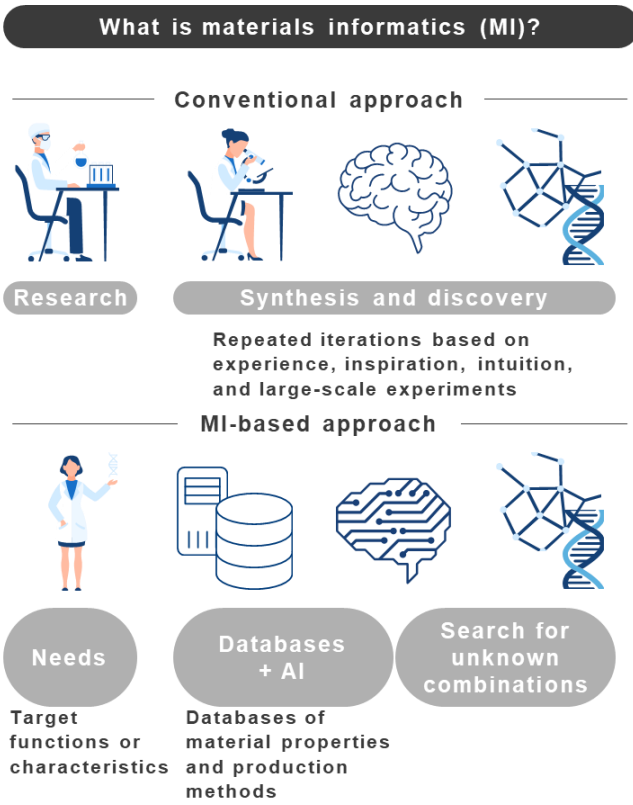 What is materials informatics (MI)?
Conventional approach
Research
Synthesis and discovery
Repeated iterations based on
experience, inspiration, intuition,
and large-scale experiments
MI-based approach
Needs
Databases
+ AI
Search for
unknown
combinations
Target
functions or
characteristics
Databases of
material properties
and production
methods